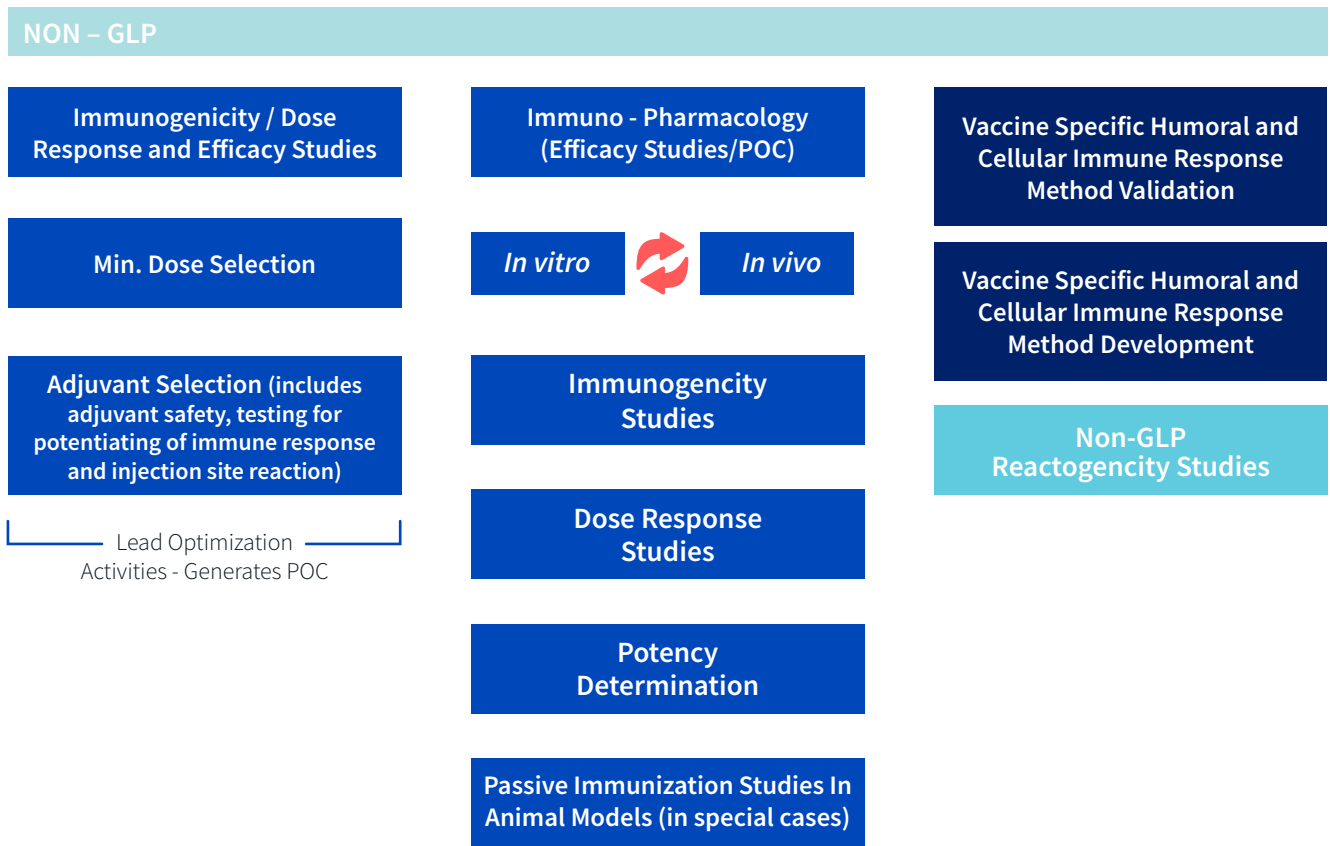 NON – GLP
Immunogenicity / Dose
Response and Efficacy Studies
Min. Dose Selection
Adjuvant Selection (includes
adjuvant safety, testing for
potentiating of immune response
and injection site reaction)
Lead Optimization
Activities - Generates POC
Immuno - Pharmacology
(Efficacy Studies/POC)
In vitro
In vivo
Immunogencity
Studies
Dose Response
Studies
Potency
Determination
Passive Immunization Studies In
Animal Models (in special cases)
Vaccine Specific Humoral and
Cellular Immune Response
Method Validation
Vaccine Specific Humoral and
Cellular Immune Response
Method Development
Non-GLP
Reactogencity Studies